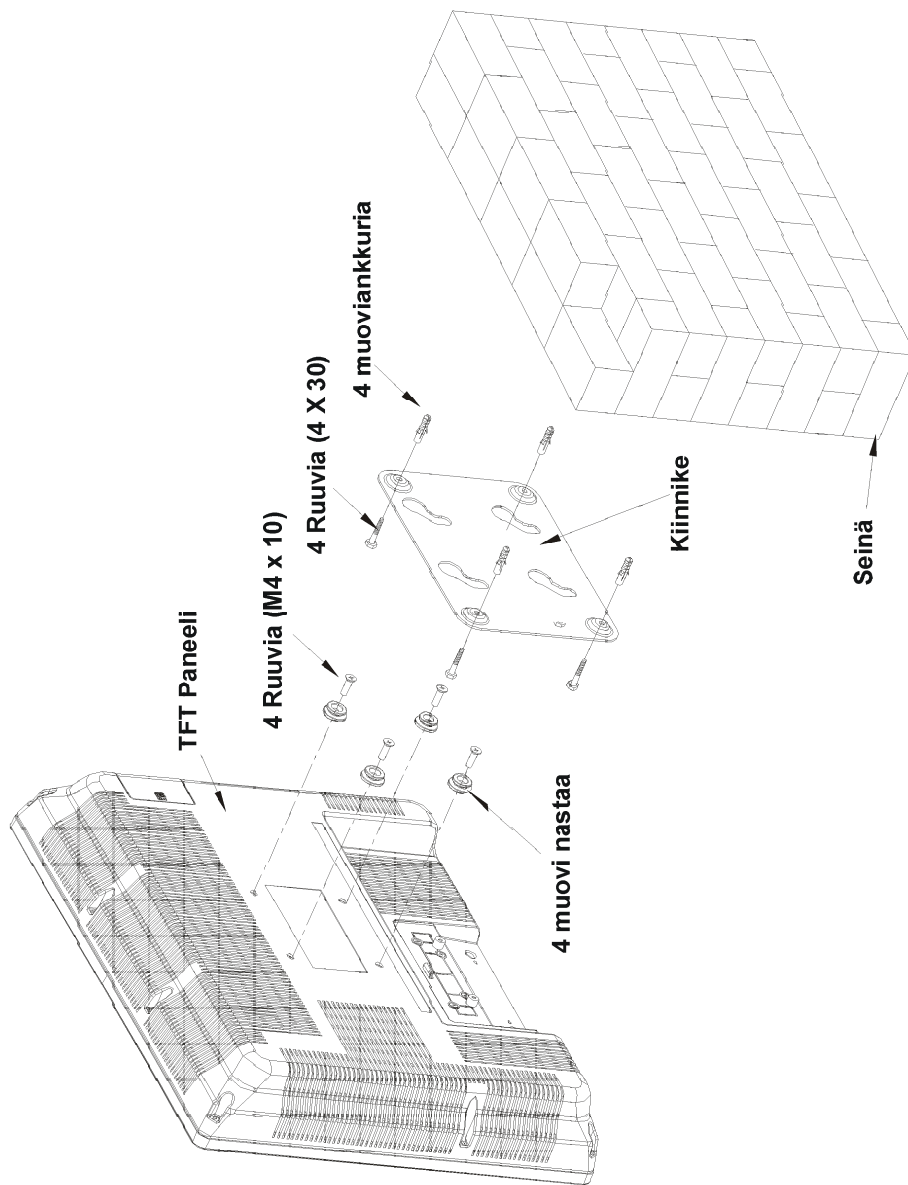 TFT Paneeli
4 Ruuvia (M4 x 10)
4 Ruuvia (4 X 30)
4 muoviankkuria
4 muovi nastaa
Kiinnike
Seinä